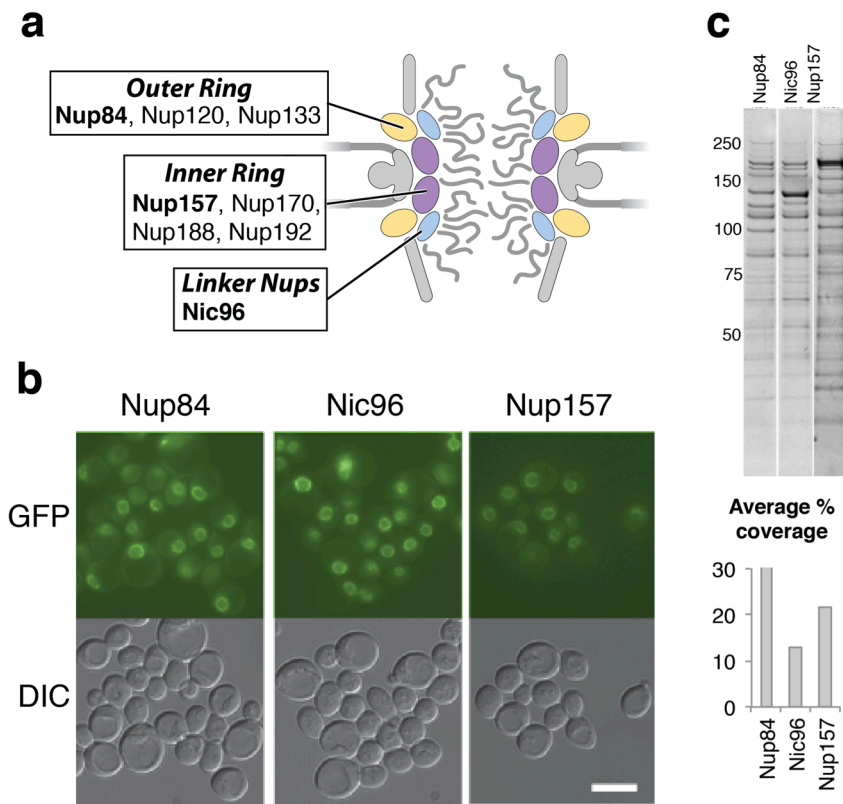 a
Outer Ring
Nup84, Nup120, Nup133
Inner Ring
Nup157, Nup170,
Nup188, Nup192
Linker Nups
Nic96
b
Nup84 Nic96 Nup157
GFP
DIC
c
Nup84 Nic96 Nup157
250
150
100
75
50
Average %
coverage
30
20
10
0
Nup84 Nic96 Nup157